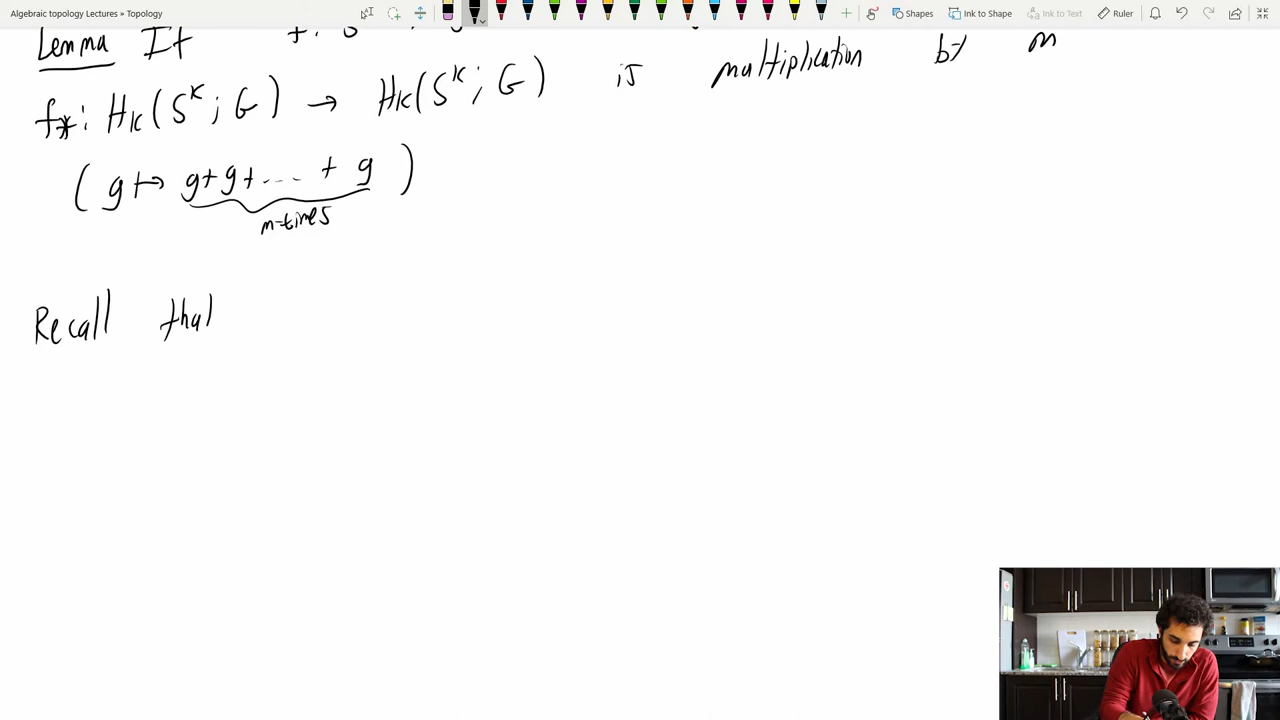 Algebraic topology Lectures » Topology
Shapes Ink to Shape Ink to Text Ruler
Lemma If f:
f*: Hk(S^k; G) → Hk(S^k; G) is multiplication by m
(g ↦ g+g+...+g)
m-times
Recall that